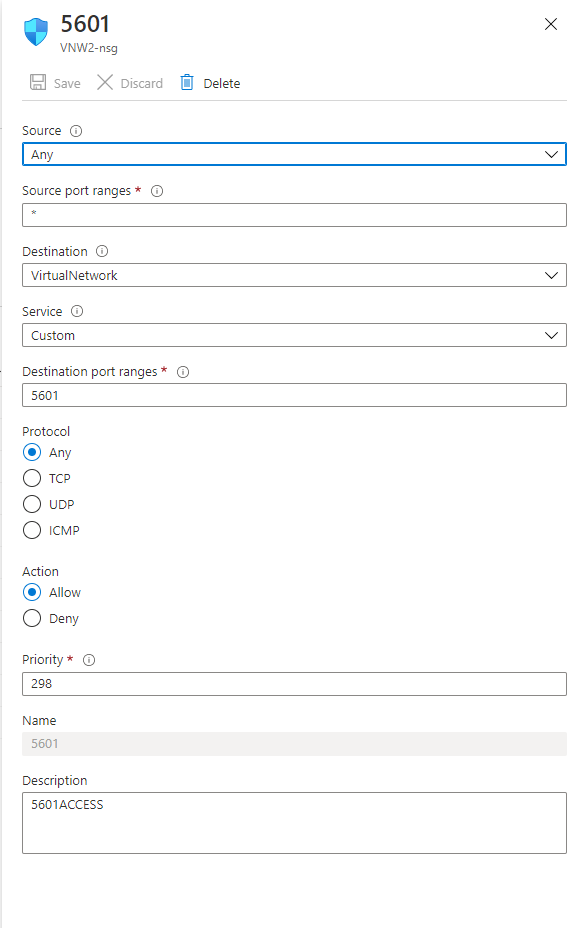 5601
VNW2-nsg
Save Discard Delete
Source
Any
Source port ranges *
*
Destination
VirtualNetwork
Service
Custom
Destination port ranges *
5601
Protocol
Any
TCP
UDP
ICMP
Action
Allow
Deny
Priority *
298
Name
5601
Description
5601ACCESS